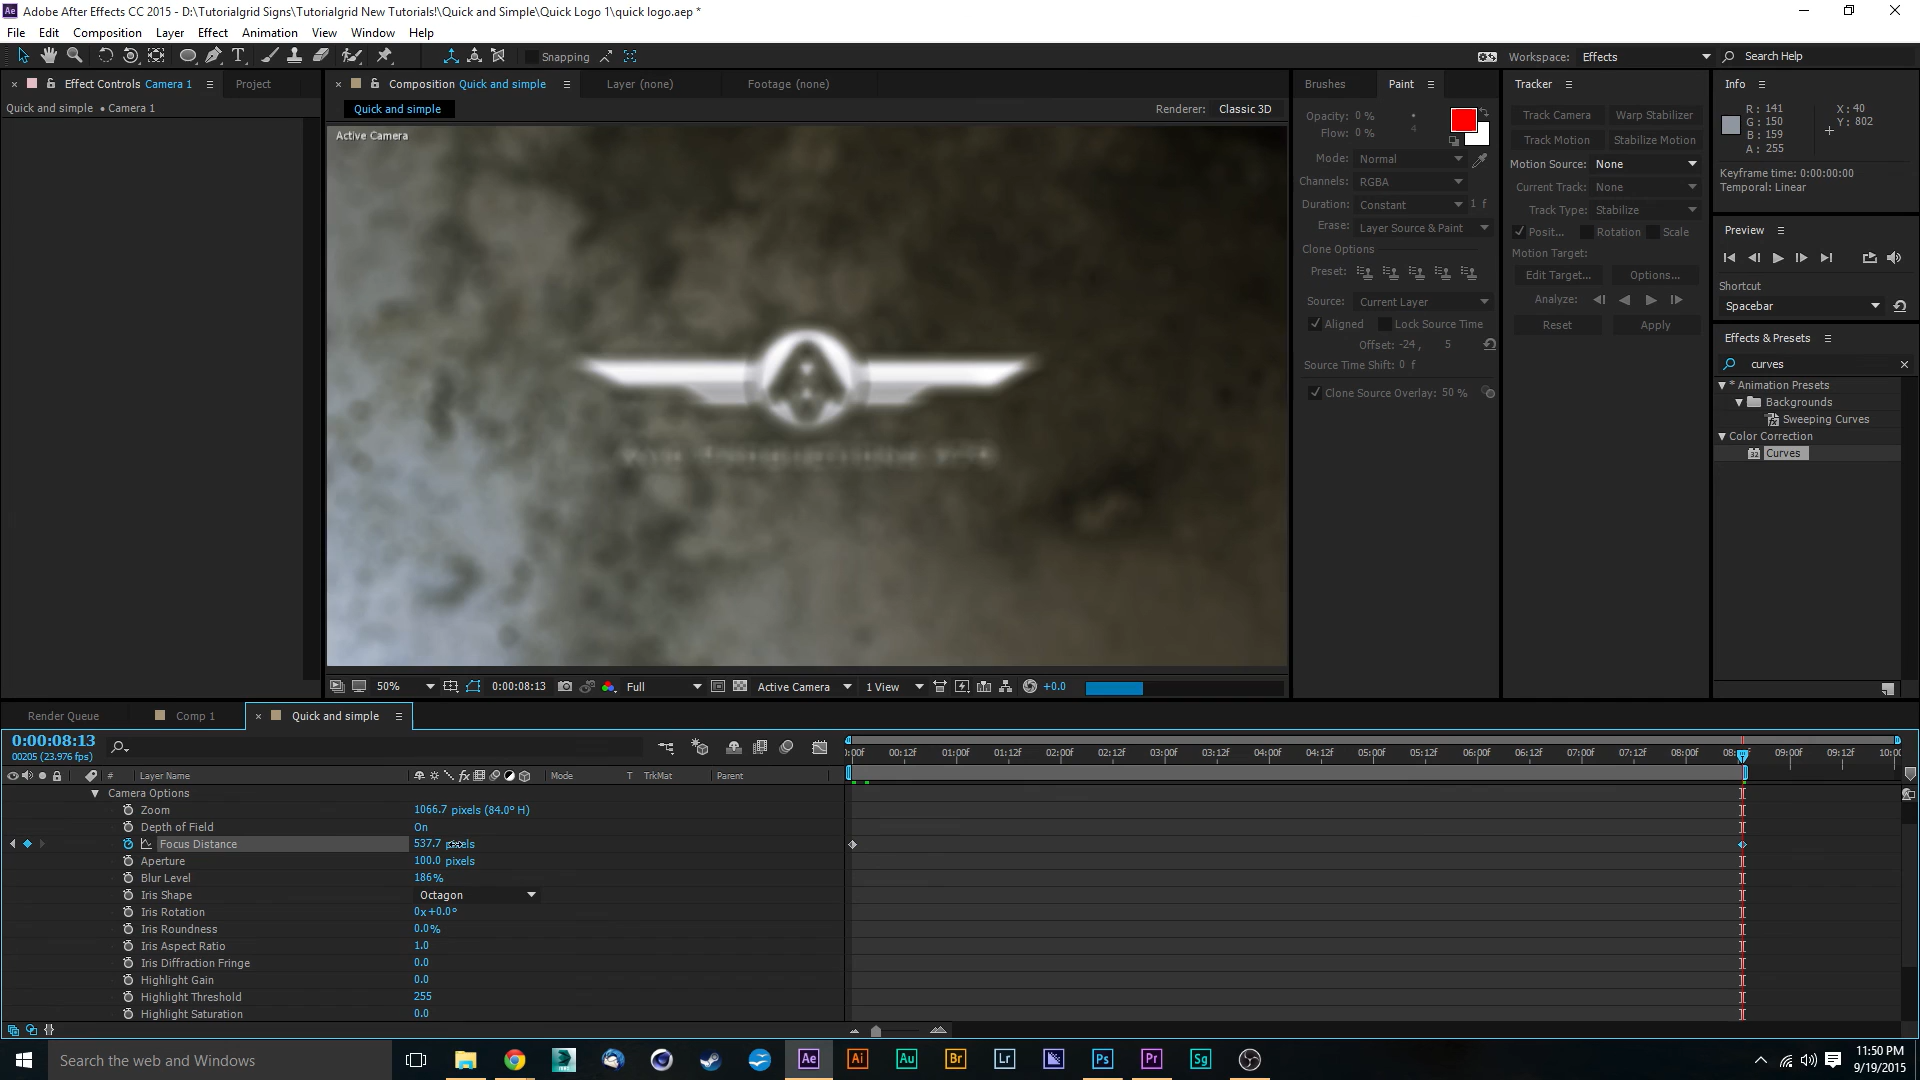 Adobe After Effects CC 2015 - D:\Tutorialgrid Signs\Tutorialgrid New Tutorials!\Quick and Simple\Quick Logo 1\quick logo.aep *
File Edit Composition Layer Effect Animation View Window Help
Snapping
Workspace: Effects
Search Help
Effect Controls Camera 1
Project
Composition Quick and simple
Layer (none)
Footage (none)
Brushes
Paint
Tracker
Info
Quick and simple • Camera 1
Quick and simple
Renderer: Classic 3D
Active Camera
Opacity: 0 %
Flow: 0 %
4
Mode: Normal
Channels: RGBA
Duration: Constant 1 f
Erase: Layer Source & Paint
Clone Options
Preset:
Source: Current Layer
Aligned Lock Source Time
Offset: -24 , 5
Source Time Shift: 0 f
Clone Source Overlay: 50 %
Track Camera Warp Stabilizer
Track Motion Stabilize Motion
Motion Source: None
Current Track: None
Track Type: Stabilize
Posit... Rotation Scale
Motion Target:
Edit Target... Options...
Analyze:
Reset Apply
R : 141
G : 150
B : 159
A : 255
X : 40
Y : 802
Keyframe time: 0:00:00:00
Temporal: Linear
Preview
Shortcut
Spacebar
Effects & Presets
curves
* Animation Presets
Backgrounds
Sweeping Curves
Color Correction
32 Curves
50% 0:00:08:13 Full Active Camera 1 View +0.0
Render Queue
Comp 1
Quick and simple
0:00:08:13
00205 (23.976 fps)
# Layer Name fx Mode T TrkMat Parent
:00f 00:12f 01:00f 01:12f 02:00f 02:12f 03:00f 03:12f 04:00f 04:12f 05:00f 05:12f 06:00f 06:12f 07:00f 07:12f 08:00f 09:00f 09:12f 10:0
Camera Options
Zoom 1066.7 pixels (84.0° H)
Depth of Field On
Focus Distance 537.7 pixels
Aperture 100.0 pixels
Blur Level 186%
Iris Shape Octagon
Iris Rotation 0x+0.0°
Iris Roundness 0.0%
Iris Aspect Ratio 1.0
Iris Diffraction Fringe 0.0
Highlight Gain 0.0
Highlight Threshold 255
Highlight Saturation 0.0
Search the web and Windows
Ae Ai Au Br Lr Ps Pr Sg
11:50 PM
9/19/2015